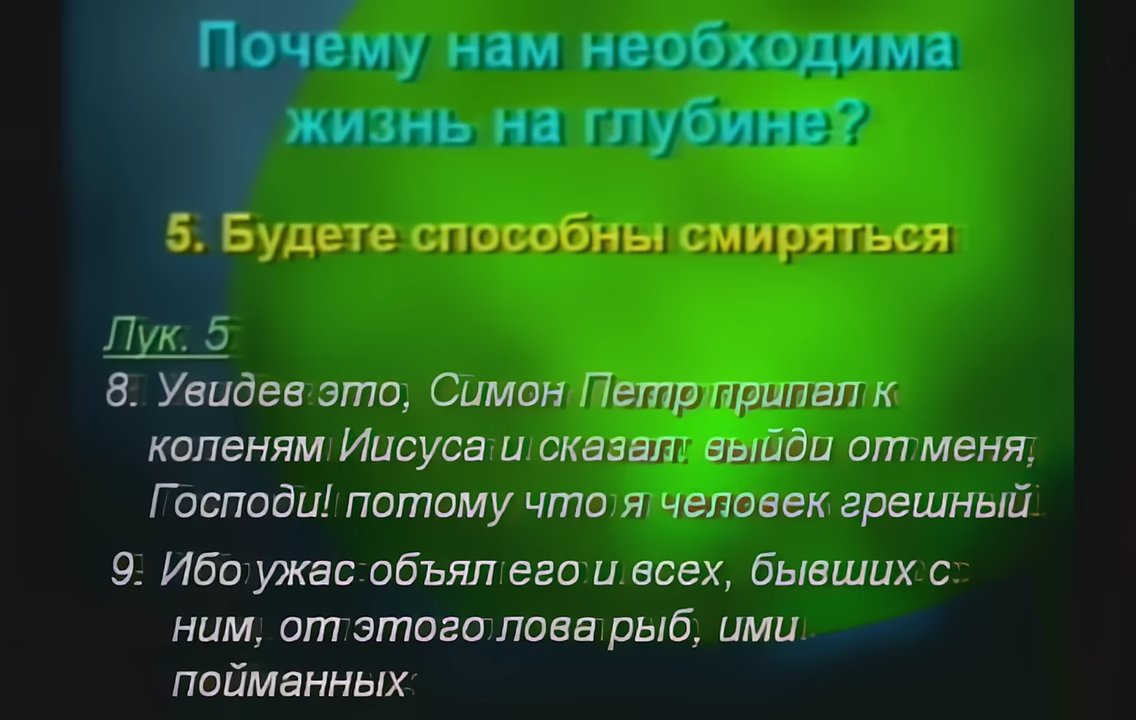 Почему нам необходима
жизнь на глубине?
5. Будете способны смиряться
Лук. 5
8. Увидев это, Симон Петр припал к
коленям Иисуса и сказал: выйди от меня,
Господи! потому что я человек грешный
9. Ибо ужас объял его и всех, бывших с
ним, от этого лова рыб, ими
пойманных